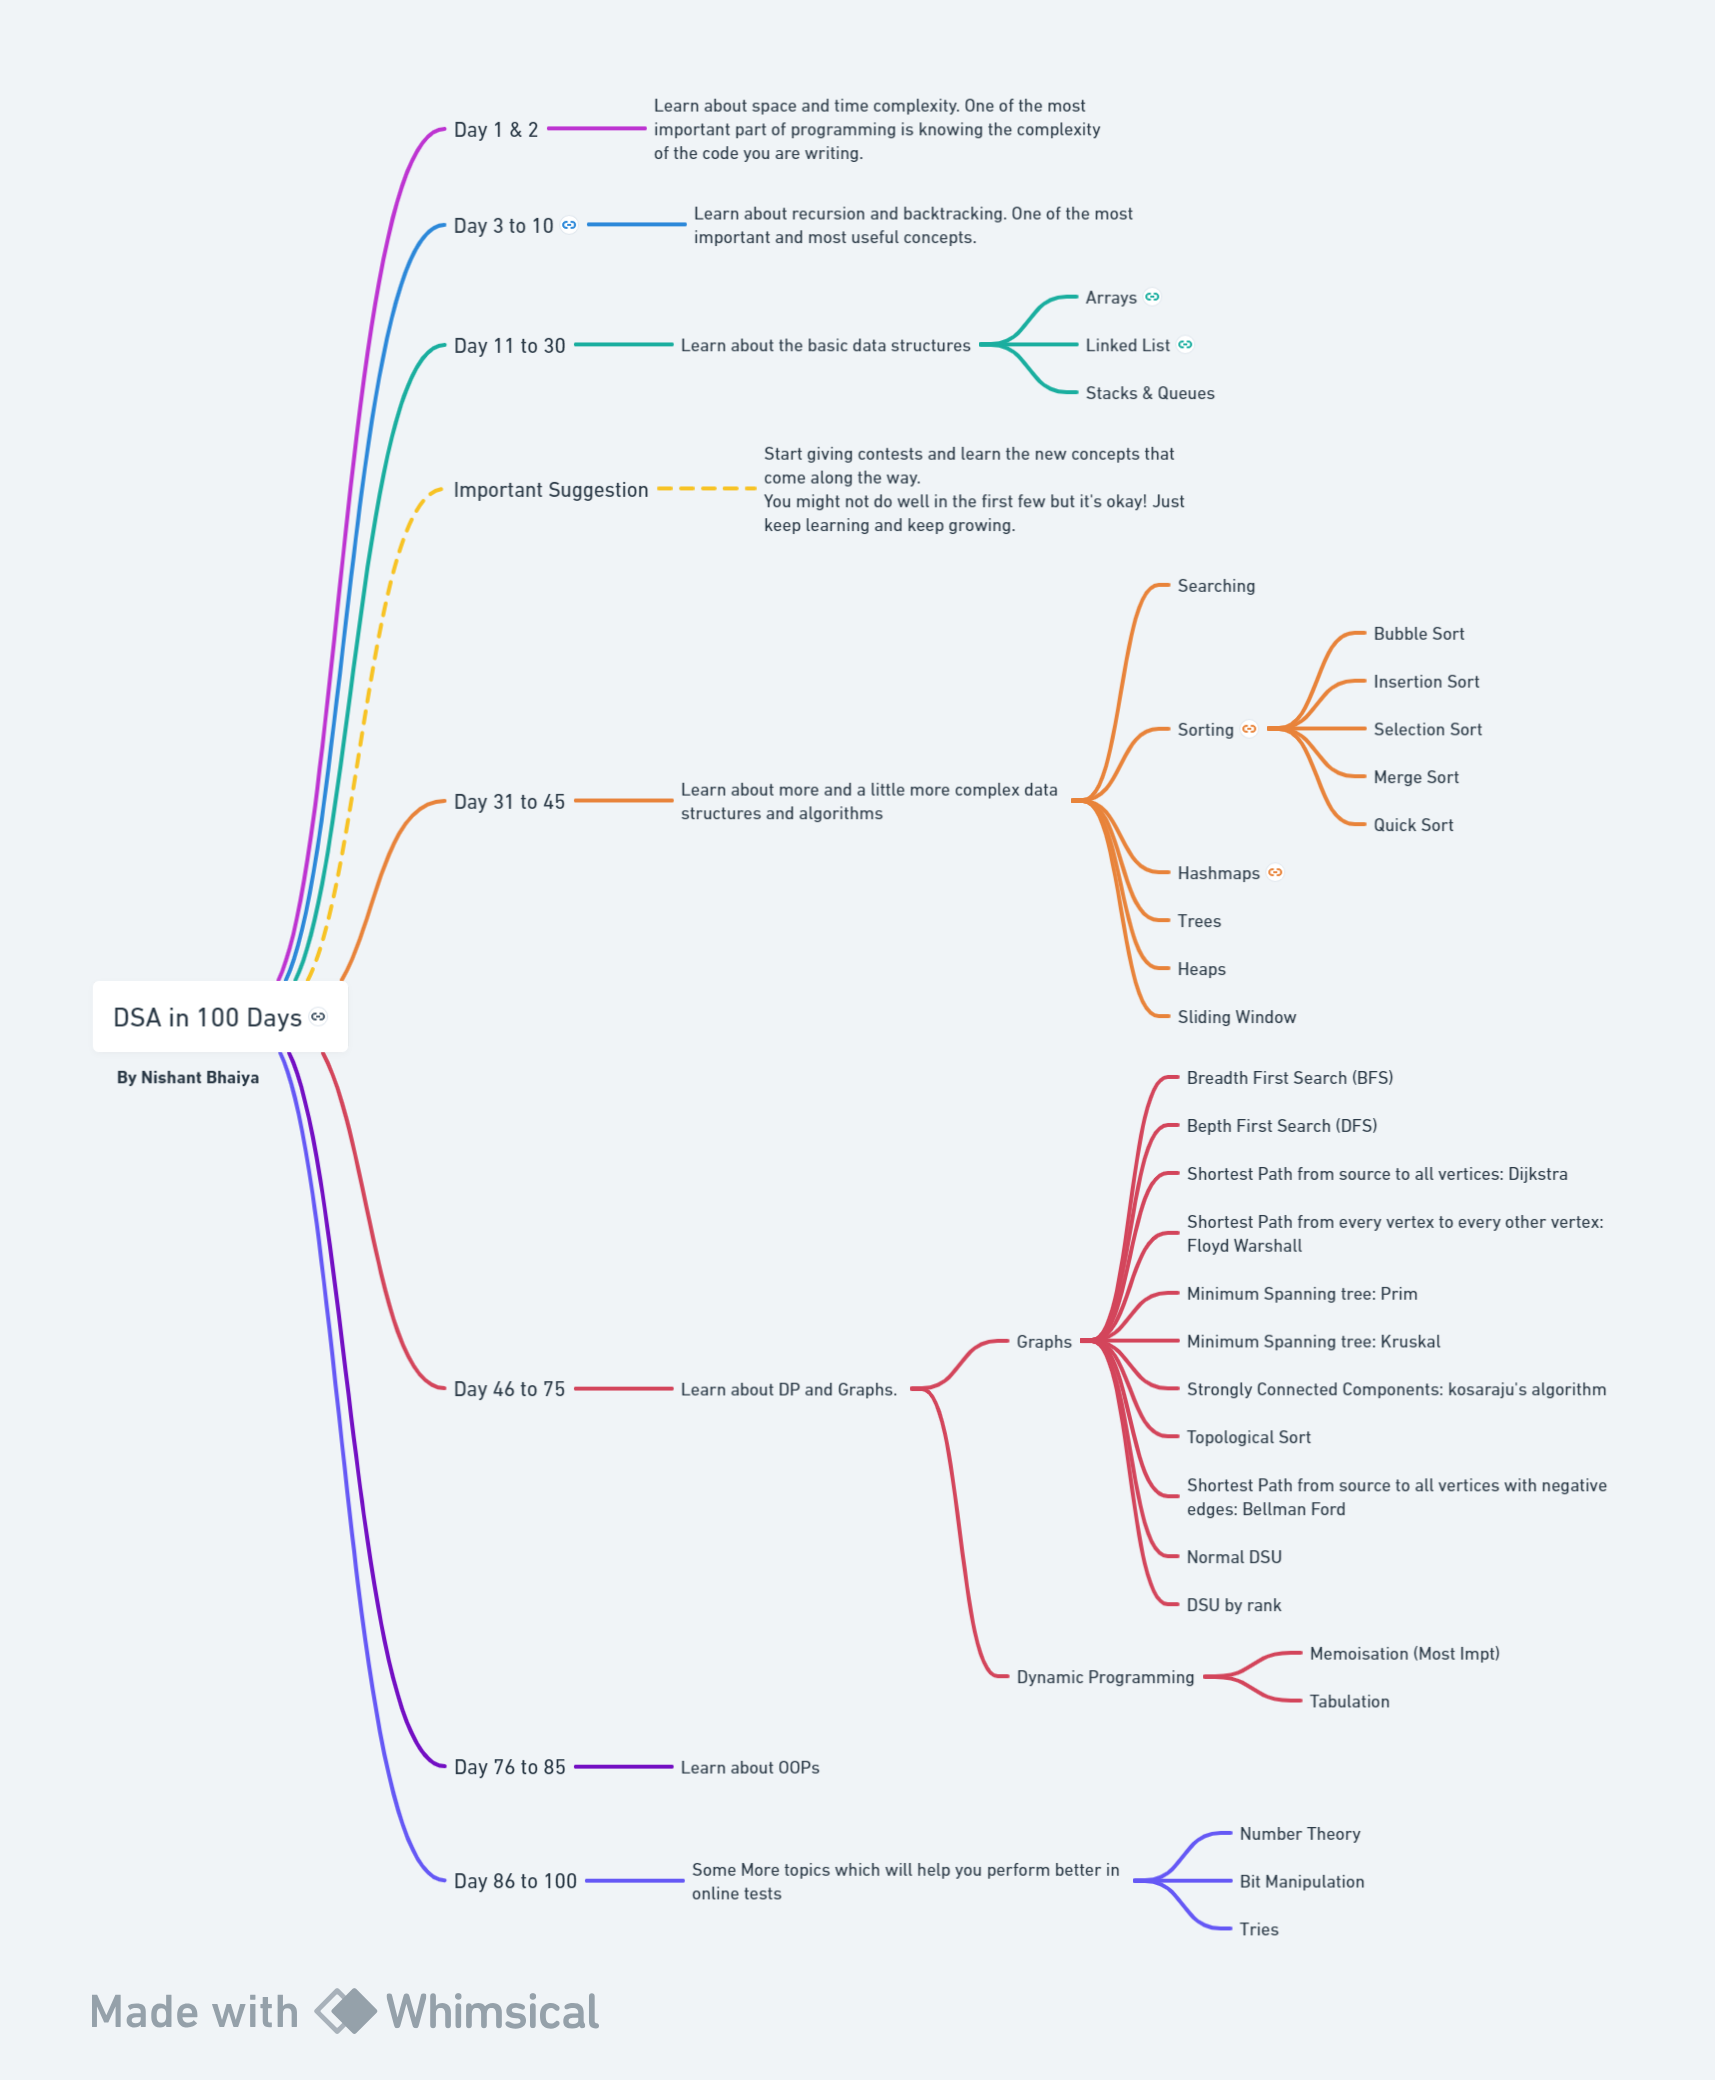 Day 1 & 2
Learn about space and time complexity. One of the most
important part of programming is knowing the complexity
of the code you are writing.
Day 3 to 10
Learn about recursion and backtracking. One of the most
important and most useful concepts.
Day 11 to 30
Learn about the basic data structures
Arrays
Linked List
Stacks & Queues
Important Suggestion
Start giving contests and learn the new concepts that
come along the way.
You might not do well in the first few but it's okay! Just
keep learning and keep growing.
Day 31 to 45
Learn about more and a little more complex data
structures and algorithms
Searching
Sorting
Bubble Sort
Insertion Sort
Selection Sort
Merge Sort
Quick Sort
Hashmaps
Trees
Heaps
Sliding Window
DSA in 100 Days
By Nishant Bhaiya
Day 46 to 75
Learn about DP and Graphs.
Graphs
Breadth First Search (BFS)
Bepth First Search (DFS)
Shortest Path from source to all vertices: Dijkstra
Shortest Path from every vertex to every other vertex:
Floyd Warshall
Minimum Spanning tree: Prim
Minimum Spanning tree: Kruskal
Strongly Connected Components: kosaraju's algorithm
Topological Sort
Shortest Path from source to all vertices with negative
edges: Bellman Ford
Normal DSU
DSU by rank
Dynamic Programming
Memoisation (Most Impt)
Tabulation
Day 76 to 85
Learn about OOPs
Day 86 to 100
Some More topics which will help you perform better in
online tests
Number Theory
Bit Manipulation
Tries
Made with Whimsical